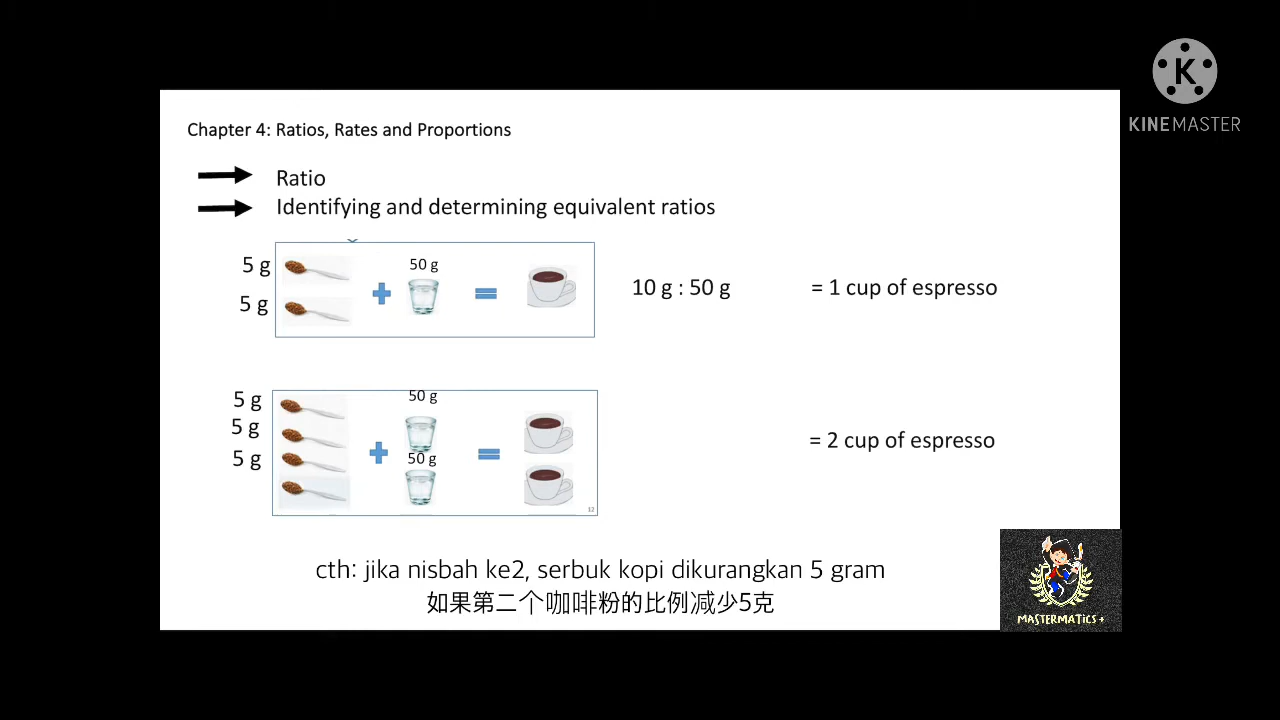 KINEMASTER
Chapter 4: Ratios, Rates and Proportions
Ratio
Identifying and determining equivalent ratios
5 g
50 g
5 g
10 g : 50 g
= 1 cup of espresso
5 g
50 g
5 g
5 g
50 g
= 2 cup of espresso
12
cth: jika nisbah ke2, serbuk kopi dikurangkan 5 gram
如果第二个咖啡粉的比例减少5克
MASTERMATICS +